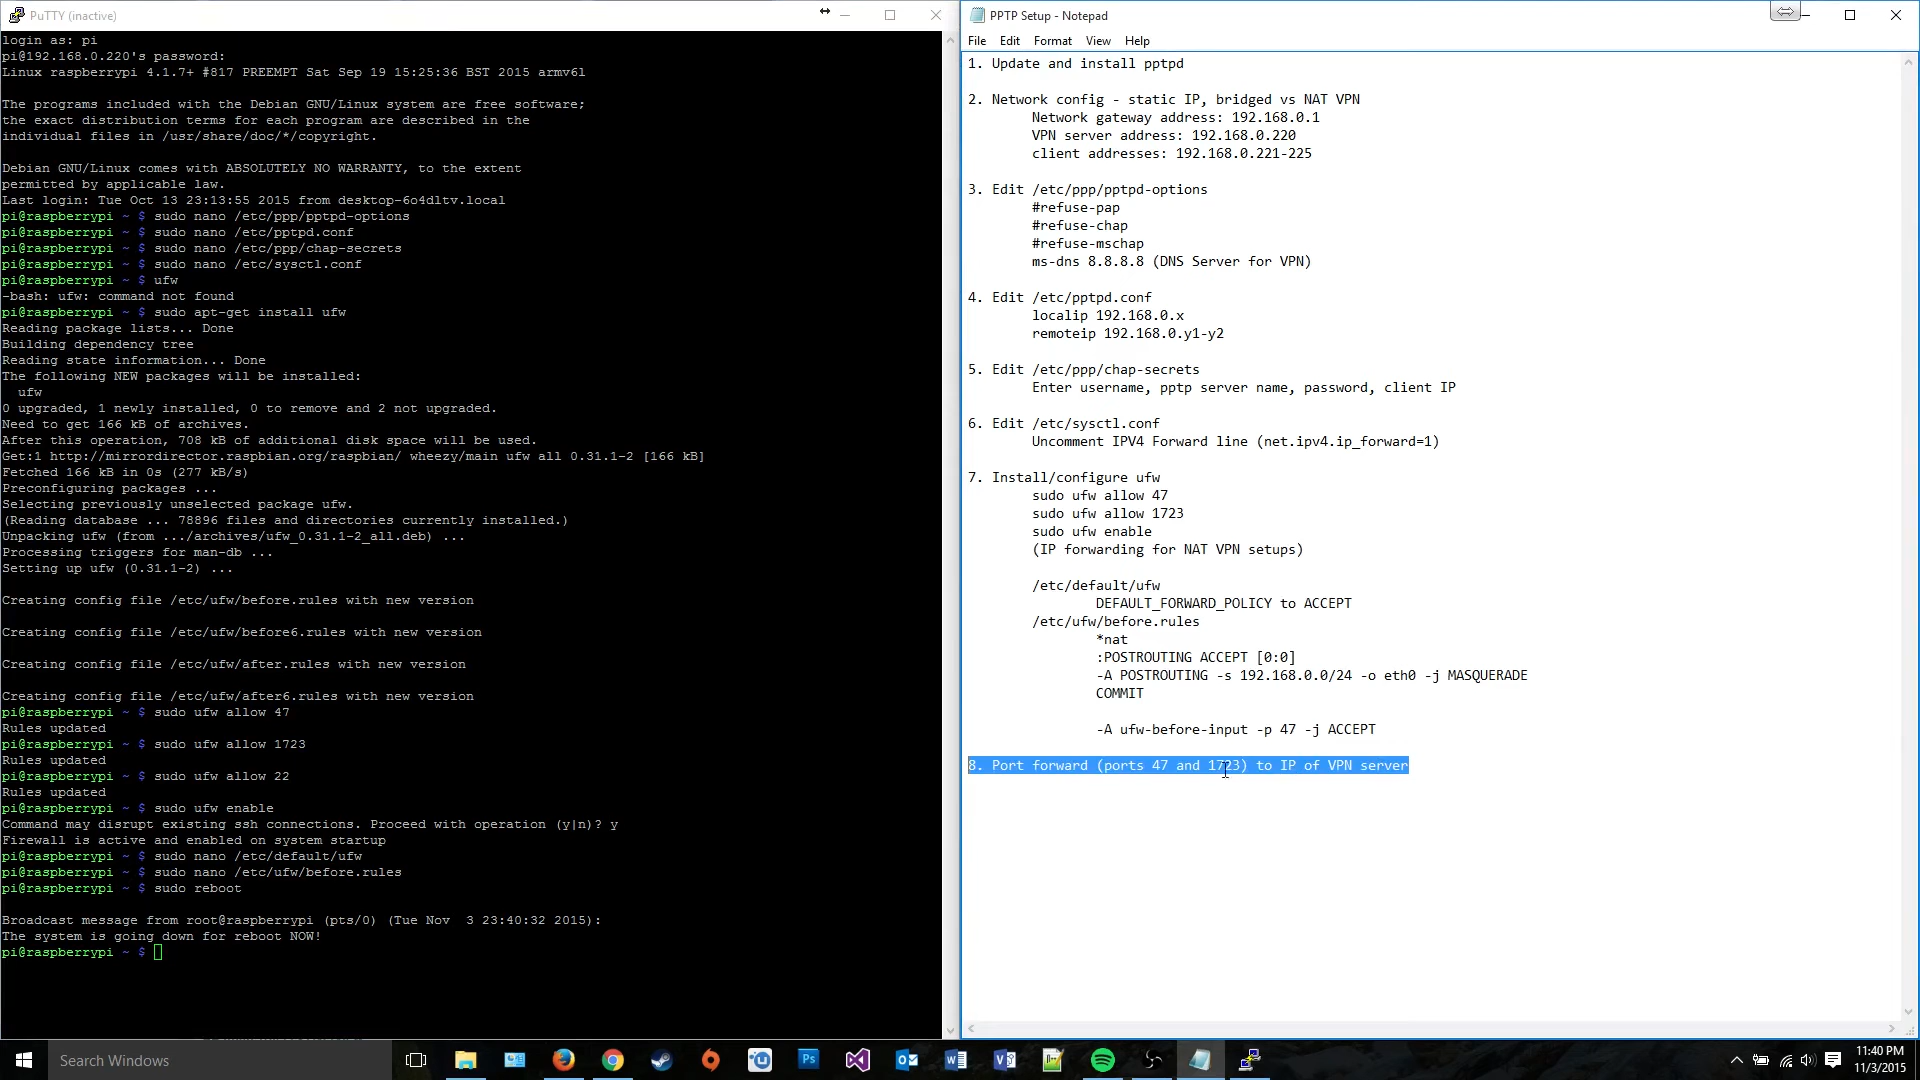 PuTTY (inactive)
login as: pi
pi@192.168.0.220's password:
Linux raspberrypi 4.1.7+ #817 PREEMPT Sat Sep 19 15:25:36 BST 2015 armv6l
The programs included with the Debian GNU/Linux system are free software;
the exact distribution terms for each program are described in the
individual files in /usr/share/doc/*/copyright.
Debian GNU/Linux comes with ABSOLUTELY NO WARRANTY, to the extent
permitted by applicable law.
Last login: Tue Oct 13 23:13:55 2015 from desktop-6o4dltv.local
pi@raspberrypi ~ $ sudo nano /etc/ppp/pptpd-options
pi@raspberrypi ~ $ sudo nano /etc/pptpd.conf
pi@raspberrypi ~ $ sudo nano /etc/ppp/chap-secrets
pi@raspberrypi ~ $ sudo nano /etc/sysctl.conf
pi@raspberrypi ~ $ ufw
-bash: ufw: command not found
pi@raspberrypi ~ $ sudo apt-get install ufw
Reading package lists... Done
Building dependency tree
Reading state information... Done
The following NEW packages will be installed:
ufw
0 upgraded, 1 newly installed, 0 to remove and 2 not upgraded.
Need to get 166 kB of archives.
After this operation, 708 kB of additional disk space will be used.
Get:1 http://mirrordirector.raspbian.org/raspbian/ wheezy/main ufw all 0.31.1-2 [166 kB]
Fetched 166 kB in 0s (277 kB/s)
Preconfiguring packages ...
Selecting previously unselected package ufw.
(Reading database ... 78896 files and directories currently installed.)
Unpacking ufw (from .../archives/ufw_0.31.1-2_all.deb) ...
Processing triggers for man-db ...
Setting up ufw (0.31.1-2) ...
Creating config file /etc/ufw/before.rules with new version
Creating config file /etc/ufw/before6.rules with new version
Creating config file /etc/ufw/after.rules with new version
Creating config file /etc/ufw/after6.rules with new version
pi@raspberrypi ~ $ sudo ufw allow 47
Rules updated
pi@raspberrypi ~ $ sudo ufw allow 1723
Rules updated
pi@raspberrypi ~ $ sudo ufw allow 22
Rules updated
pi@raspberrypi ~ $ sudo ufw enable
Command may disrupt existing ssh connections. Proceed with operation (y|n)? y
Firewall is active and enabled on system startup
pi@raspberrypi ~ $ sudo nano /etc/default/ufw
pi@raspberrypi ~ $ sudo nano /etc/ufw/before.rules
pi@raspberrypi ~ $ sudo reboot
Broadcast message from root@raspberrypi (pts/0) (Tue Nov  3 23:40:32 2015):
The system is going down for reboot NOW!
pi@raspberrypi ~ $
PPTP Setup - Notepad
File Edit Format View Help
1. Update and install pptpd
2. Network config - static IP, bridged vs NAT VPN
Network gateway address: 192.168.0.1
VPN server address: 192.168.0.220
client addresses: 192.168.0.221-225
3. Edit /etc/ppp/pptpd-options
#refuse-pap
#refuse-chap
#refuse-mschap
ms-dns 8.8.8.8 (DNS Server for VPN)
4. Edit /etc/pptpd.conf
localip 192.168.0.x
remoteip 192.168.0.y1-y2
5. Edit /etc/ppp/chap-secrets
Enter username, pptp server name, password, client IP
6. Edit /etc/sysctl.conf
Uncomment IPV4 Forward line (net.ipv4.ip_forward=1)
7. Install/configure ufw
sudo ufw allow 47
sudo ufw allow 1723
sudo ufw enable
(IP forwarding for NAT VPN setups)
/etc/default/ufw
DEFAULT_FORWARD_POLICY to ACCEPT
/etc/ufw/before.rules
*nat
:POSTROUTING ACCEPT [0:0]
-A POSTROUTING -s 192.168.0.0/24 -o eth0 -j MASQUERADE
COMMIT
-A ufw-before-input -p 47 -j ACCEPT
8. Port forward (ports 47 and 1723) to IP of VPN server
Search Windows
Ps
11:40 PM
11/3/2015